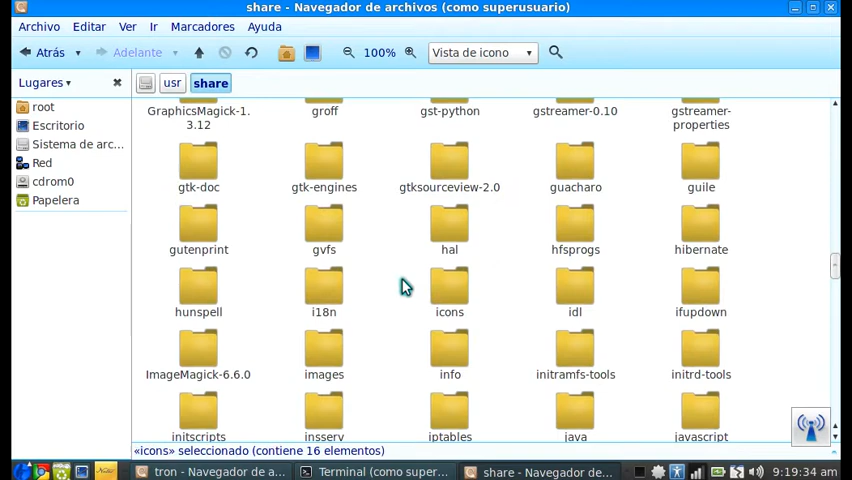 share - Navegador de archivos (como superusuario)
Archivo Editar Ver Ir Marcadores Ayuda
Atrás Adelante 100% Vista de icono
Lugares usr share
root
Escritorio
Sistema de arc...
Red
cdrom0
Papelera
GraphicsMagick-1.
3.12
groff
gst-python
gstreamer-0.10
gstreamer-
properties
gtk-doc gtk-engines gtksourceview-2.0 guacharo guile
gutenprint gvfs hal hfsprogs hibernate
hunspell i18n icons idl ifupdown
ImageMagick-6.6.0 images info initramfs-tools initrd-tools
initscripts insserv iptables java javascript
«icons» seleccionado (contiene 16 elementos)
tron - Navegador de a... Terminal (como super... share - Navegador de... 9:19:34 am